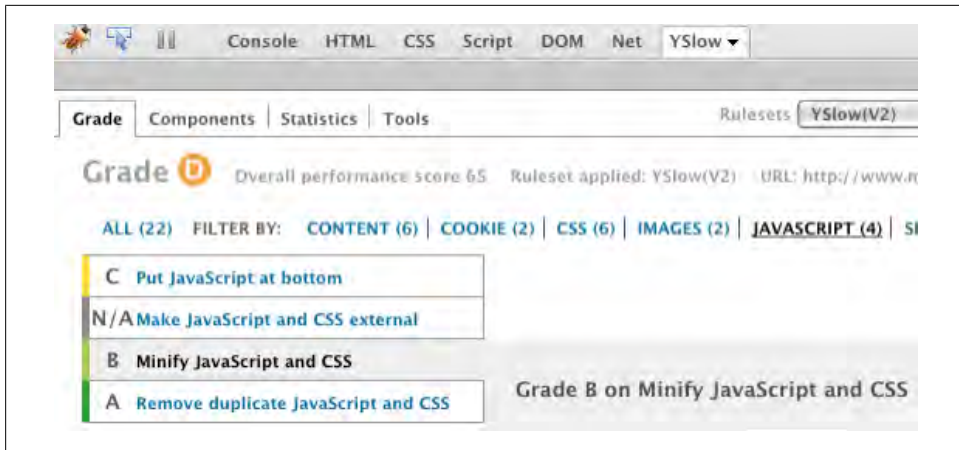 Console HTML CSS Script DOM Net YSlow
Grade Components Statistics Tools Rulesets YSlow(V2)
Grade D Overall performance score 65 Ruleset applied: YSlow(V2) URL: http://www.
ALL (22) FILTER BY: CONTENT (6) | COOKIE (2) | CSS (6) | IMAGES (2) | JAVASCRIPT (4) |
C Put JavaScript at bottom
N/A Make JavaScript and CSS external
B Minify JavaScript and CSS
A Remove duplicate JavaScript and CSS
Grade B on Minify JavaScript and CSS